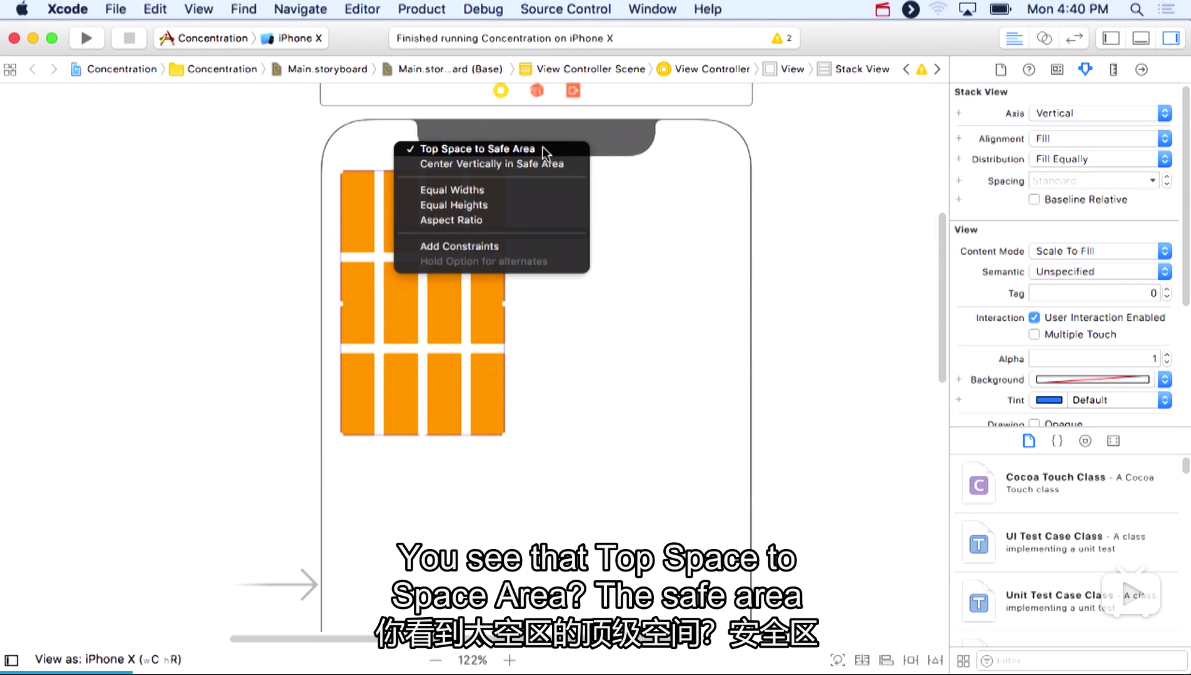 Xcode File Edit View Find Navigate Editor Product Debug Source Control Window Help Mon 4:40 PM
Concentration iPhone X Finished running Concentration on iPhone X 2
Concentration Concentration Main.storyboard Main.stor...ard (Base) View Controller Scene View Controller View Stack View
Stack View
Axis Vertical
Alignment Fill
Distribution Fill Equally
Spacing Standard
Baseline Relative
✓ Top Space to Safe Area
Center Vertically in Safe Area
Equal Widths
Equal Heights
Aspect Ratio
Add Constraints
Hold Option for alternates
View
Content Mode Scale To Fill
Semantic Unspecified
Tag 0
Interaction User Interaction Enabled
Multiple Touch
Alpha 1
Background
Tint Default
Drawing Opaque
{ }
C Cocoa Touch Class - A Cocoa
Touch class
T UI Test Case Class - A class
implementing a unit test
T Unit Test Case Class - A class
implementing a unit test
You see that Top Space to
Space Area? The safe area
你看到太空区的顶级空间？安全区
View as: iPhone X (wC hR) — 122% + Filter